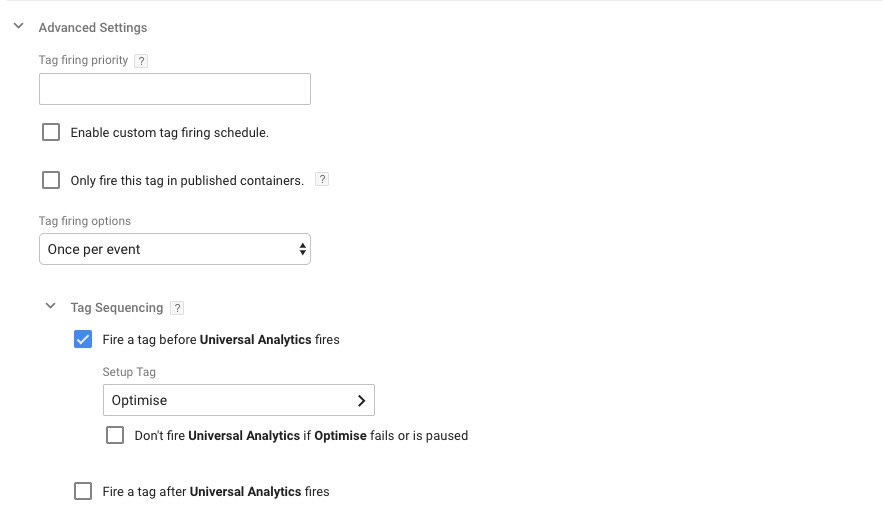 Advanced Settings
Tag firing priority ?
Enable custom tag firing schedule.
Only fire this tag in published containers. ?
Tag firing options
Once per event
Tag Sequencing ?
Fire a tag before Universal Analytics fires
Setup Tag
Optimise
Don't fire Universal Analytics if Optimise fails or is paused
Fire a tag after Universal Analytics fires